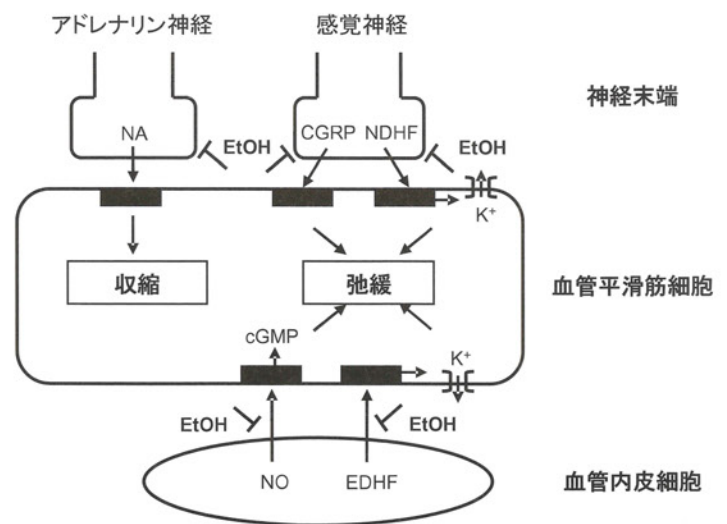 アドレナリン神経
感覚神経
神経末端
NA
EtOH
CGRP NDHF
EtOH
K+
収縮
弛緩
血管平滑筋細胞
cGMP
K+
EtOH
EtOH
NO
EDHF
血管内皮細胞